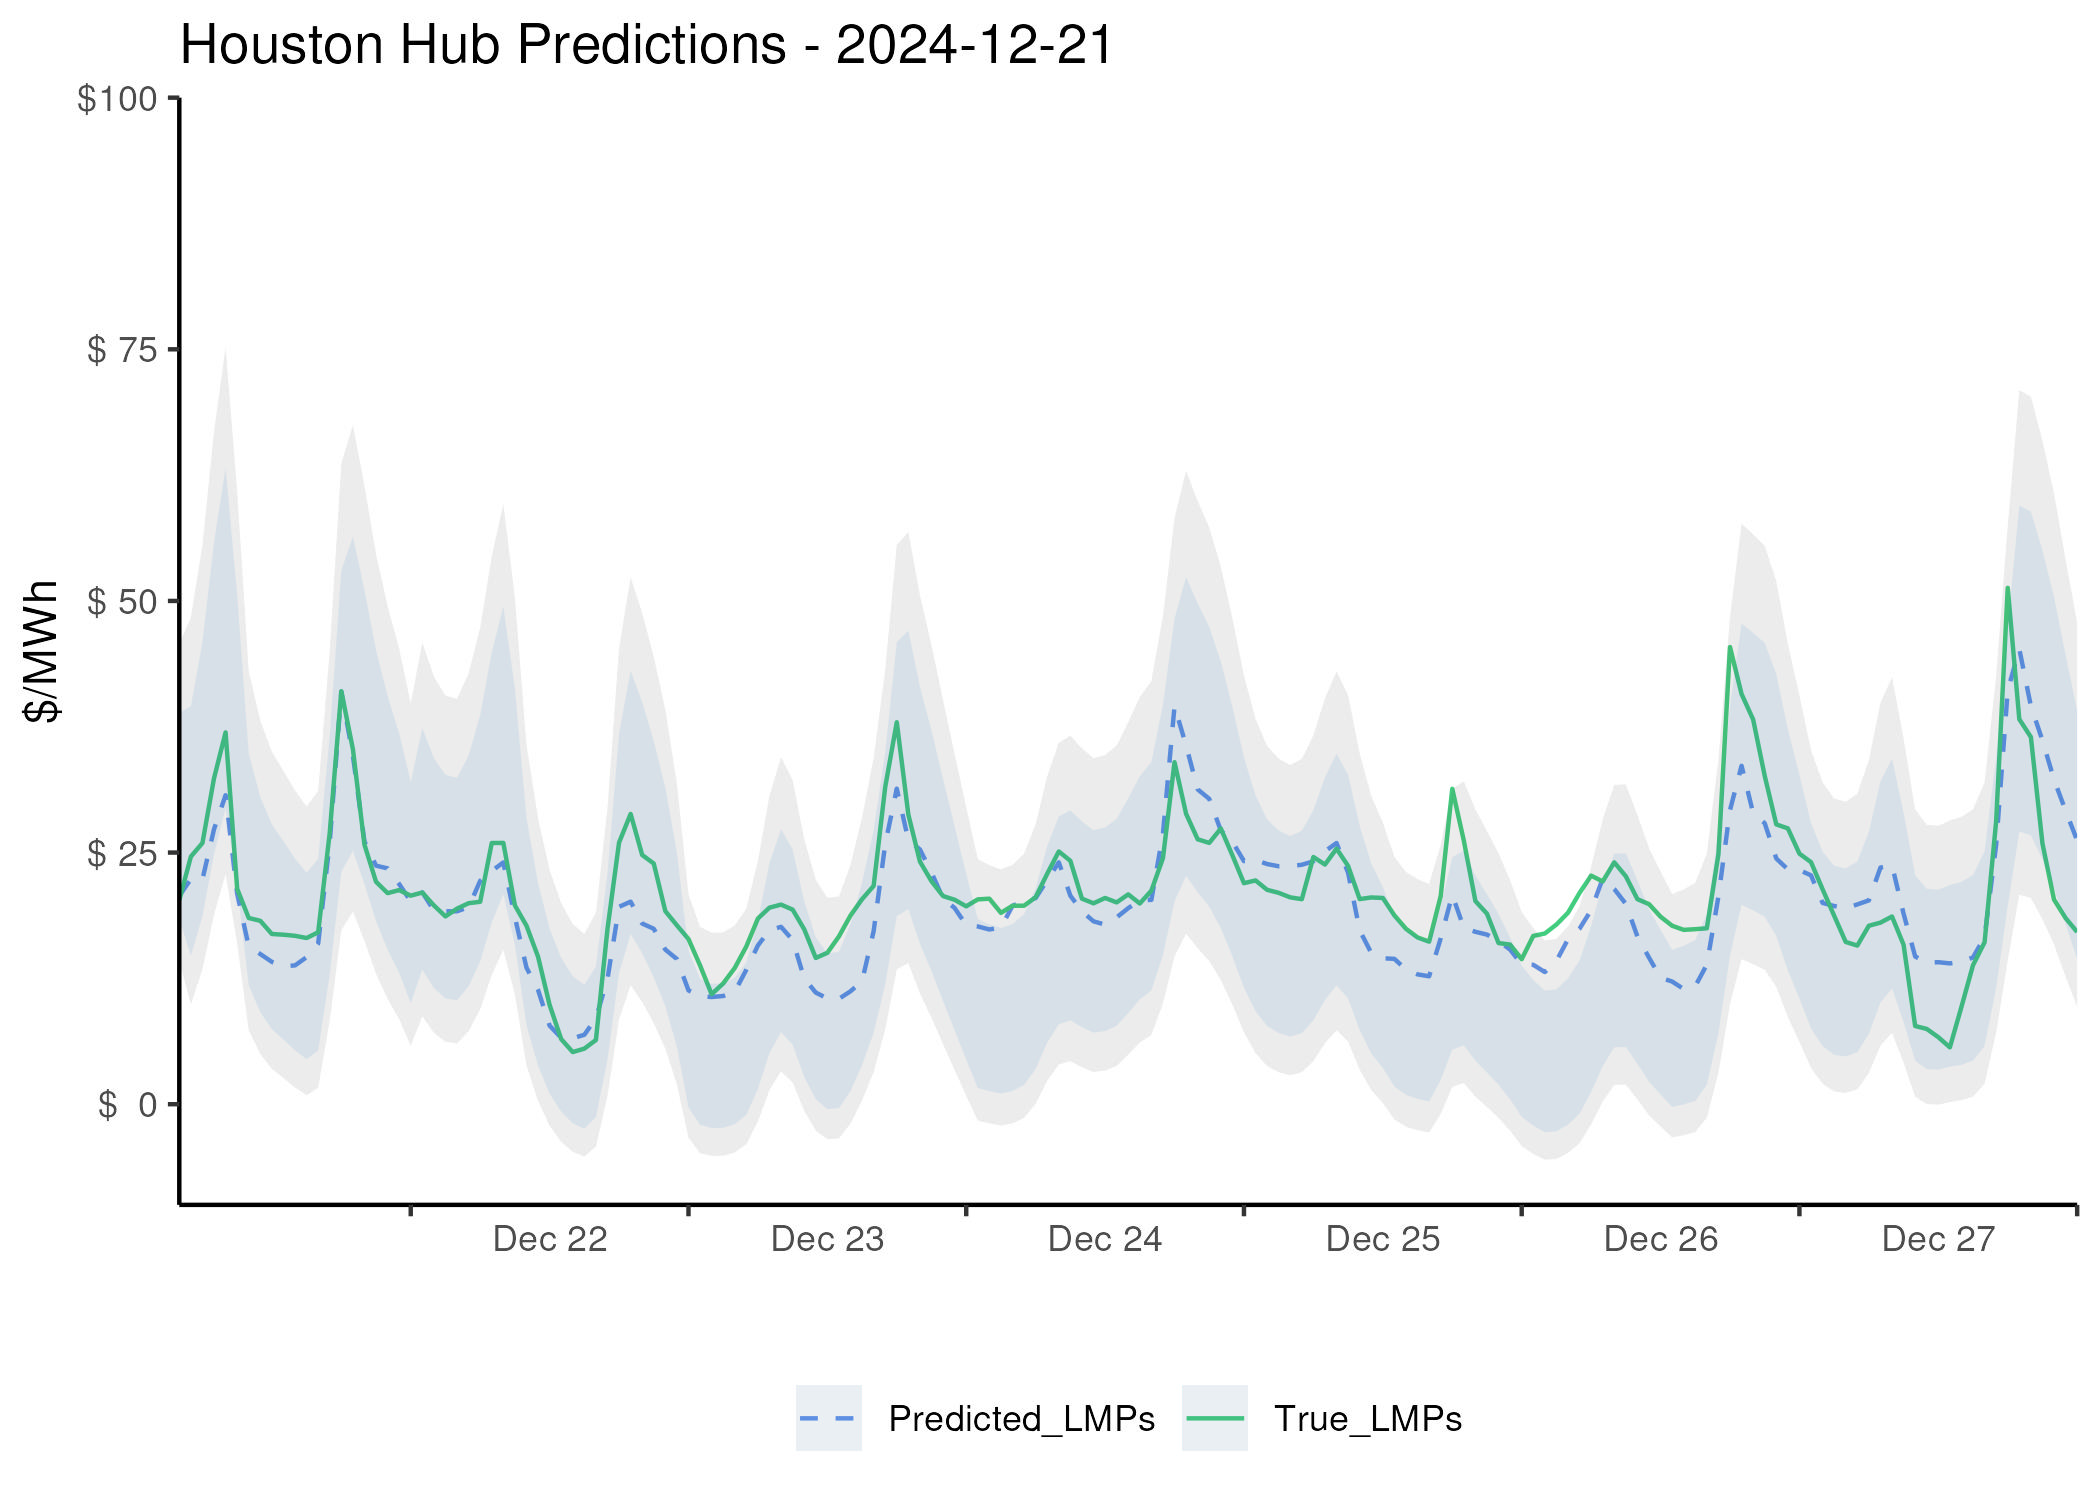 Houston Hub Predictions - 2024-12-21
$100
$ 75
$ 50
$ 25
$  0
$/MWh
Dec 22 Dec 23 Dec 24 Dec 25 Dec 26 Dec 27
Predicted_LMPs True_LMPs